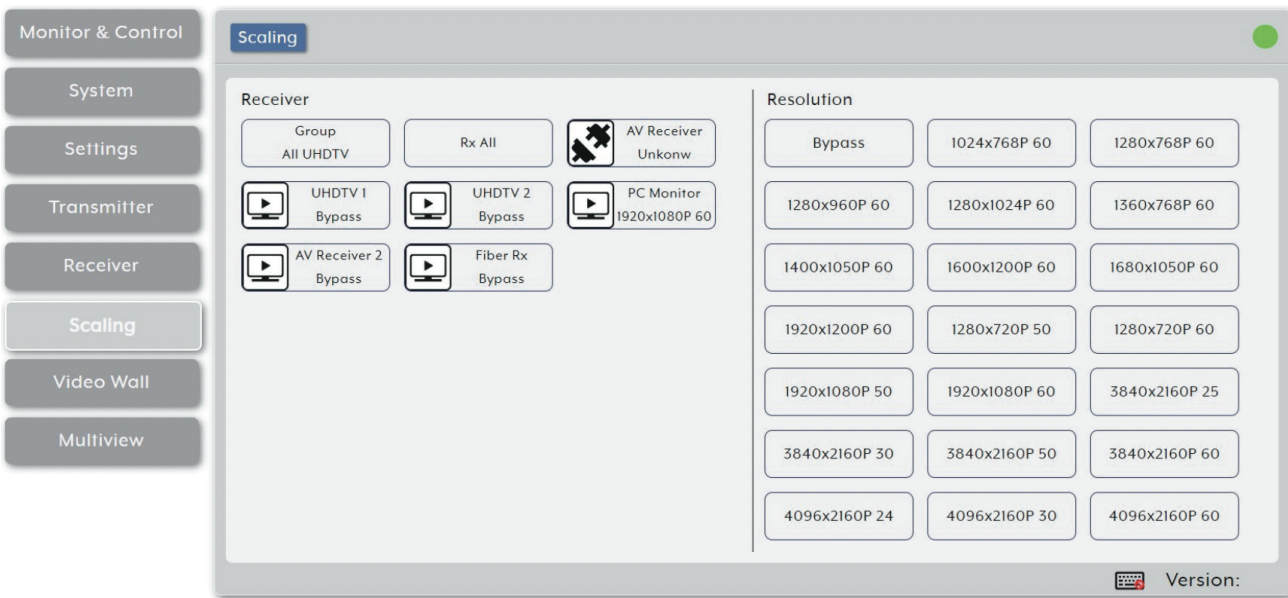 Monitor & Control
System
Settings
Transmitter
Receiver
Scaling
Video Wall
Multiview
Scaling
Receiver
Group
All UHDTV
Rx All
AV Receiver
Unkonw
UHDTV 1
Bypass
UHDTV 2
Bypass
PC Monitor
1920x1080P 60
AV Receiver 2
Bypass
Fiber Rx
Bypass
Resolution
Bypass
1024x768P 60
1280x768P 60
1280x960P 60
1280x1024P 60
1360x768P 60
1400x1050P 60
1600x1200P 60
1680x1050P 60
1920x1200P 60
1280x720P 50
1280x720P 60
1920x1080P 50
1920x1080P 60
3840x2160P 25
3840x2160P 30
3840x2160P 50
3840x2160P 60
4096x2160P 24
4096x2160P 30
4096x2160P 60
Version: